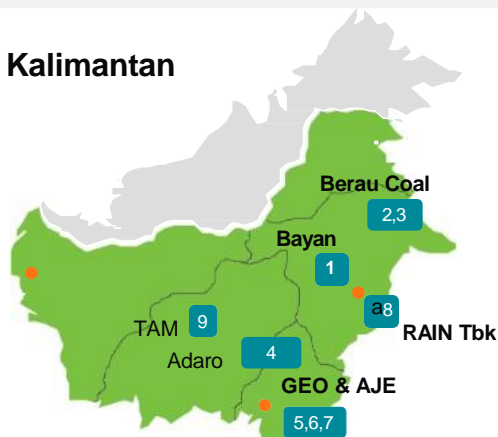 Kalimantan
Berau Coal
2,3
Bayan
1
a8
RAIN Tbk
TAM 9
Adaro 4
GEO & AJE
5,6,7